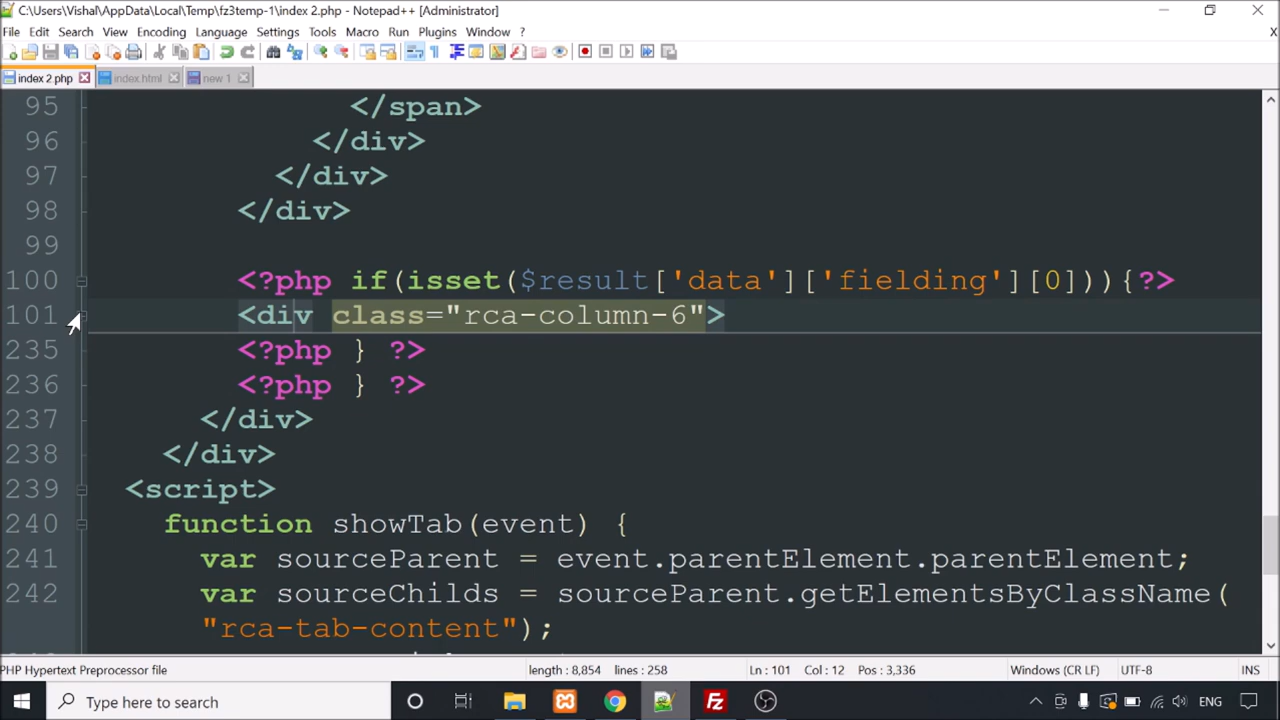 C:\Users\Vishal\AppData\Local\Temp\fz3temp-1\index 2.php - Notepad++ [Administrator]
File Edit Search View Encoding Language Settings Tools Macro Run Plugins Window ? X
index 2.php index.html new 1
95 </span>
96 </div>
97 </div>
98 </div>
99
100 <?php if(isset($result['data']['fielding'][0])){?>
101 <div class="rca-column-6">
235 <?php } ?>
236 <?php } ?>
237 </div>
238 </div>
239 <script>
240 function showTab(event) {
241 var sourceParent = event.parentElement.parentElement;
242 var sourceChilds = sourceParent.getElementsByClassName(
"rca-tab-content");
PHP Hypertext Preprocessor file length : 8,854 lines : 258 Ln : 101 Col : 12 Pos : 3,336 Windows (CR LF) UTF-8 INS
Type here to search ENG